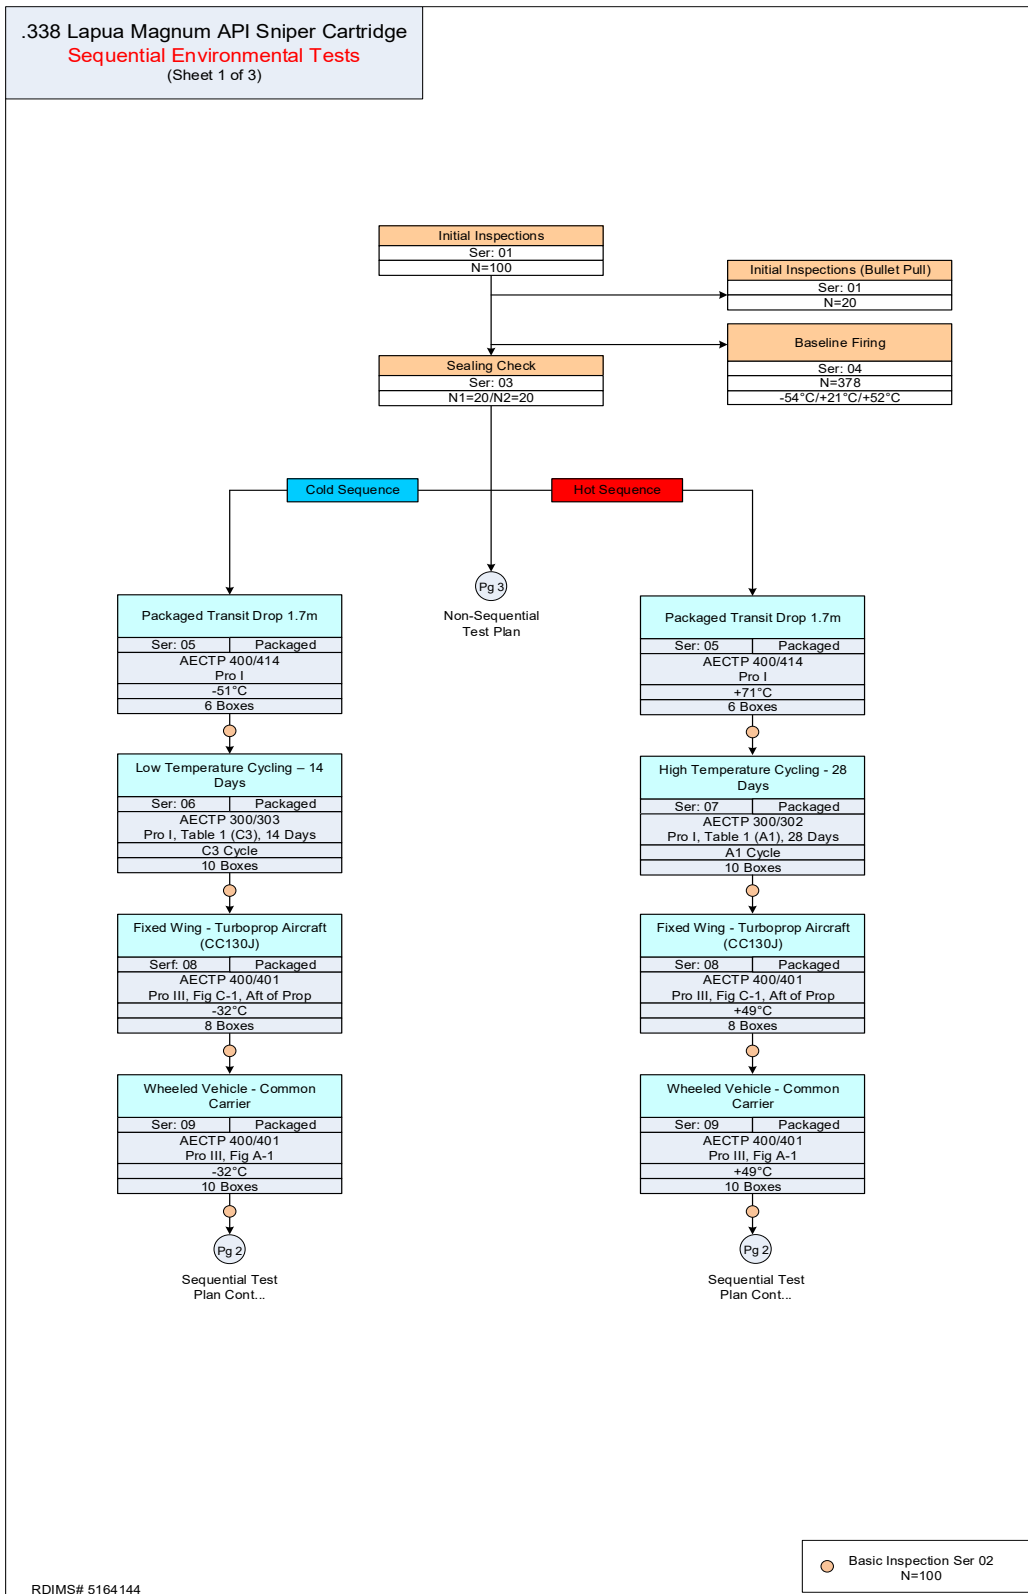 .338 Lapua Magnum API Sniper Cartridge
Sequential Environmental Tests
(Sheet 1 of 3)
Initial Inspections
Ser: 01
N=100
Initial Inspections (Bullet Pull)
Ser: 01
N=20
Baseline Firing
Ser: 04
N=378
-54°C/+21°C/+52°C
Sealing Check
Ser: 03
N1=20/N2=20
Cold Sequence
Hot Sequence
Pg 3
Non-Sequential
Test Plan
Packaged Transit Drop 1.7m
Ser: 05 Packaged
AECTP 400/414
Pro I
-51°C
6 Boxes
Low Temperature Cycling – 14
Days
Ser: 06 Packaged
AECTP 300/303
Pro I, Table 1 (C3), 14 Days
C3 Cycle
10 Boxes
Fixed Wing - Turboprop Aircraft
(CC130J)
Serf: 08 Packaged
AECTP 400/401
Pro III, Fig C-1, Aft of Prop
-32°C
8 Boxes
Wheeled Vehicle - Common
Carrier
Ser: 09 Packaged
AECTP 400/401
Pro III, Fig A-1
-32°C
10 Boxes
Pg 2
Sequential Test
Plan Cont...
Packaged Transit Drop 1.7m
Ser: 05 Packaged
AECTP 400/414
Pro I
+71°C
6 Boxes
High Temperature Cycling - 28
Days
Ser: 07 Packaged
AECTP 300/302
Pro I, Table 1 (A1), 28 Days
A1 Cycle
10 Boxes
Fixed Wing - Turboprop Aircraft
(CC130J)
Ser: 08 Packaged
AECTP 400/401
Pro III, Fig C-1, Aft of Prop
+49°C
8 Boxes
Wheeled Vehicle - Common
Carrier
Ser: 09 Packaged
AECTP 400/401
Pro III, Fig A-1
+49°C
10 Boxes
Pg 2
Sequential Test
Plan Cont...
Basic Inspection Ser 02
N=100
RDIMS# 5164144